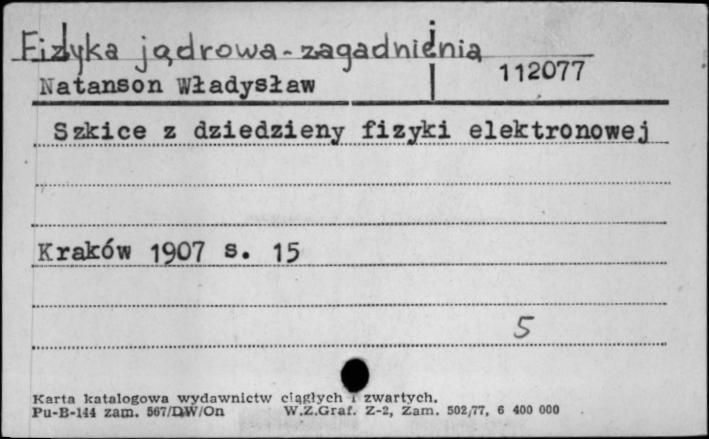 Fizyka jądrowa - zagadnienia
Natanson Władysław
112077
Szkice z dziedzieny fizyki elektronowej
Kraków 1907 s. 15
5
Karta katalogowa wydawnictw ciągłych i zwartych.
Pu-B-144 zam. 567/DW/On W.Z.Graf. Z-2, Zam. 502/77, 6 400 000